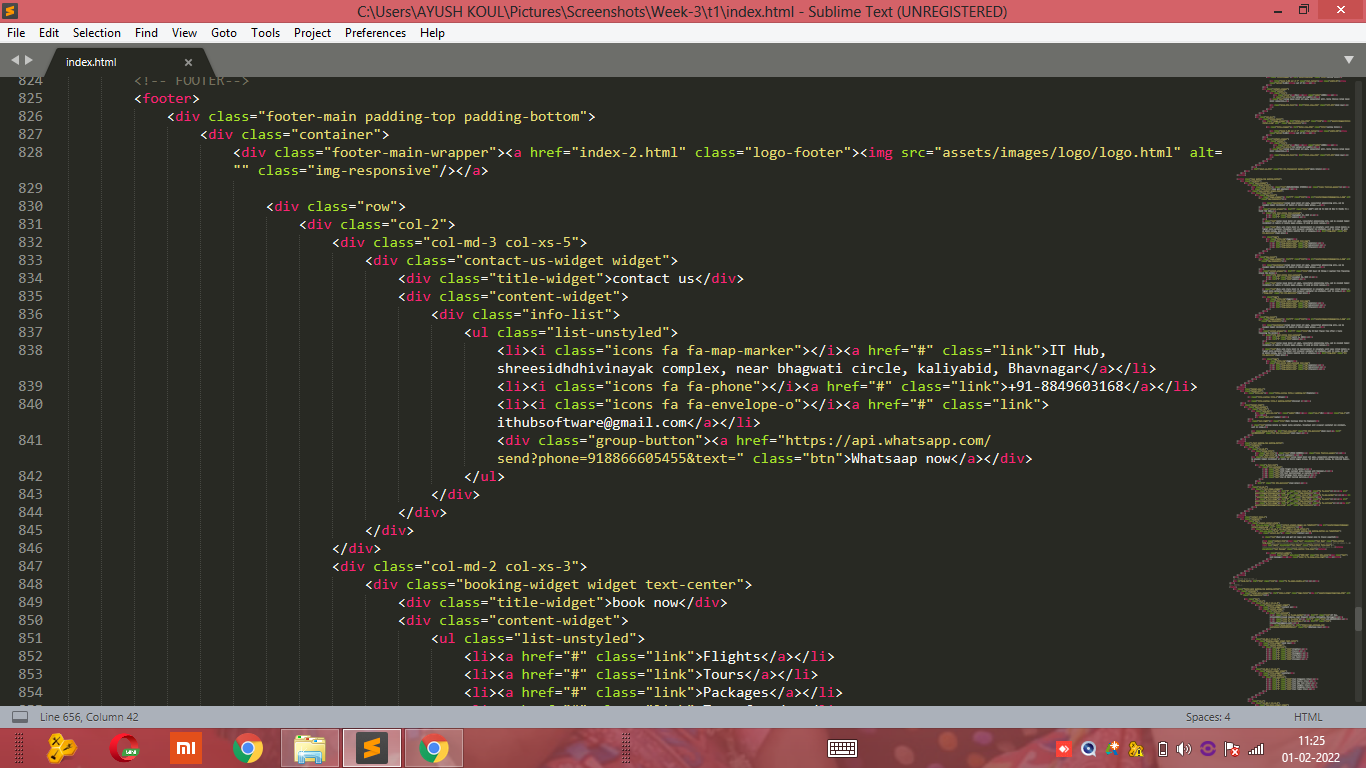 C:\Users\AYUSH KOUL\Pictures\Screenshots\Week-3\t1\index.html - Sublime Text (UNREGISTERED)
File Edit Selection Find View Goto Tools Project Preferences Help
index.html
824 <!-- FOOTER-->
825 <footer>
826 <div class="footer-main padding-top padding-bottom">
827 <div class="container">
828 <div class="footer-main-wrapper"><a href="index-2.html" class="logo-footer"><img src="assets/images/logo/logo.html" alt=
"" class="img-responsive"/></a>
829
830 <div class="row">
831 <div class="col-2">
832 <div class="col-md-3 col-xs-5">
833 <div class="contact-us-widget widget">
834 <div class="title-widget">contact us</div>
835 <div class="content-widget">
836 <div class="info-list">
837 <ul class="list-unstyled">
838 <li><i class="icons fa fa-map-marker"></i><a href="#" class="link">IT Hub,
shreesidhdhivinayak complex, near bhagwati circle, kaliyabid, Bhavnagar</a></li>
839 <li><i class="icons fa fa-phone"></i><a href="#" class="link">+91-8849603168</a></li>
840 <li><i class="icons fa fa-envelope-o"></i><a href="#" class="link">
ithubsoftware@gmail.com</a></li>
841 <div class="group-button"><a href="https://api.whatsapp.com/
send?phone=918866605455&text=" class="btn">Whatsaap now</a></div>
842 </ul>
843 </div>
844 </div>
845 </div>
846 </div>
847 <div class="col-md-2 col-xs-3">
848 <div class="booking-widget widget text-center">
849 <div class="title-widget">book now</div>
850 <div class="content-widget">
851 <ul class="list-unstyled">
852 <li><a href="#" class="link">Flights</a></li>
853 <li><a href="#" class="link">Tours</a></li>
854 <li><a href="#" class="link">Packages</a></li>
Line 656, Column 42 Spaces: 4 HTML
11:25
01-02-2022